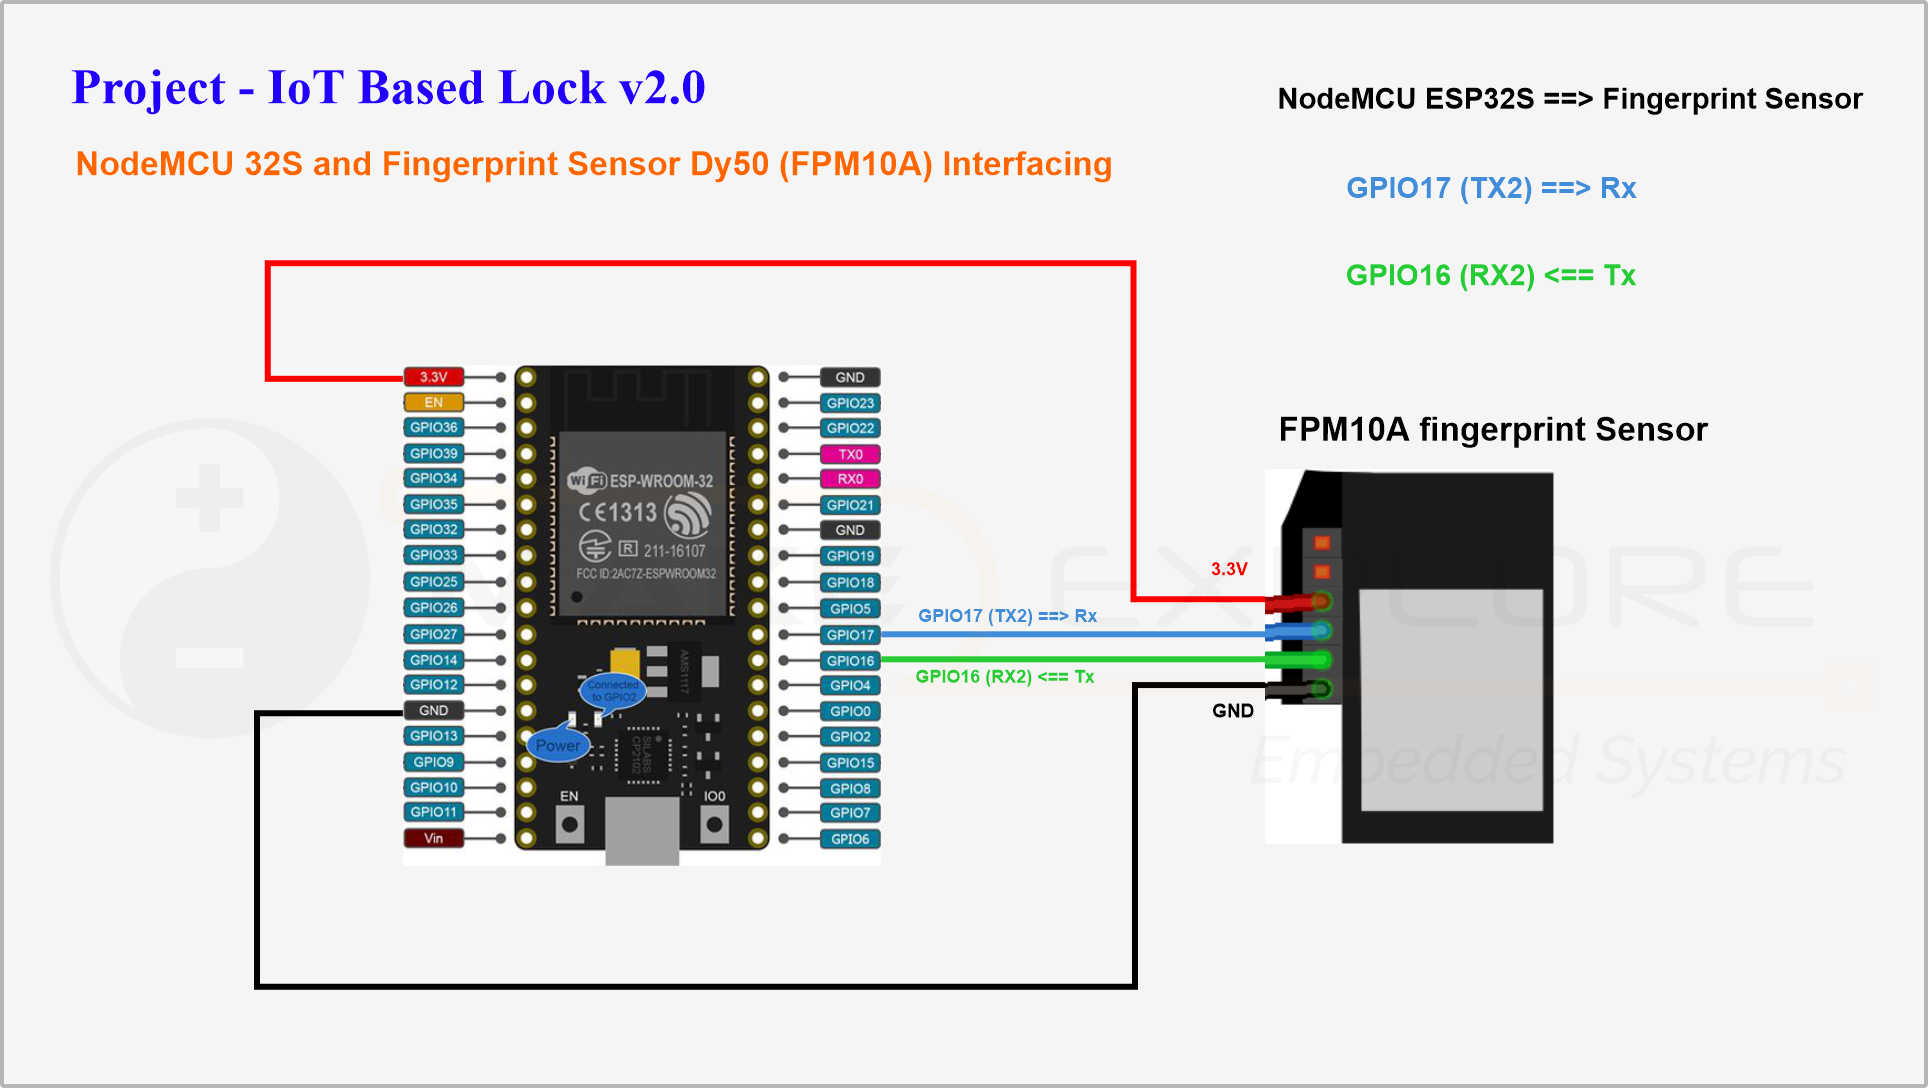 Project - IoT Based Lock v2.0
NodeMCU 32S and Fingerprint Sensor Dy50 (FPM10A) Interfacing
NodeMCU ESP32S ==> Fingerprint Sensor
GPIO17 (TX2) ==> Rx
GPIO16 (RX2) <== Tx
FPM10A fingerprint Sensor
3.3V
EN
GPIO36
GPIO39
GPIO34
GPIO35
GPIO32
GPIO33
GPIO25
GPIO26
GPIO27
GPIO14
GPIO12
GND
GPIO13
GPIO9
GPIO10
GPIO11
Vin
WiFi ESP-WROOM-32
CE1313
R 211-16107
FCC ID:2AC7Z-ESPWROOM32
AMS1117
Connected
to GPIO2
Power
SILABS
CP2102
EN
IO0
GND
GPIO23
GPIO22
TX0
RX0
GPIO21
GND
GPIO19
GPIO18
GPIO5
GPIO17
GPIO16
GPIO4
GPIO0
GPIO2
GPIO15
GPIO8
GPIO7
GPIO6
3.3V
GPIO17 (TX2) ==> Rx
GPIO16 (RX2) <== Tx
GND
EXPLORE
Embedded Systems